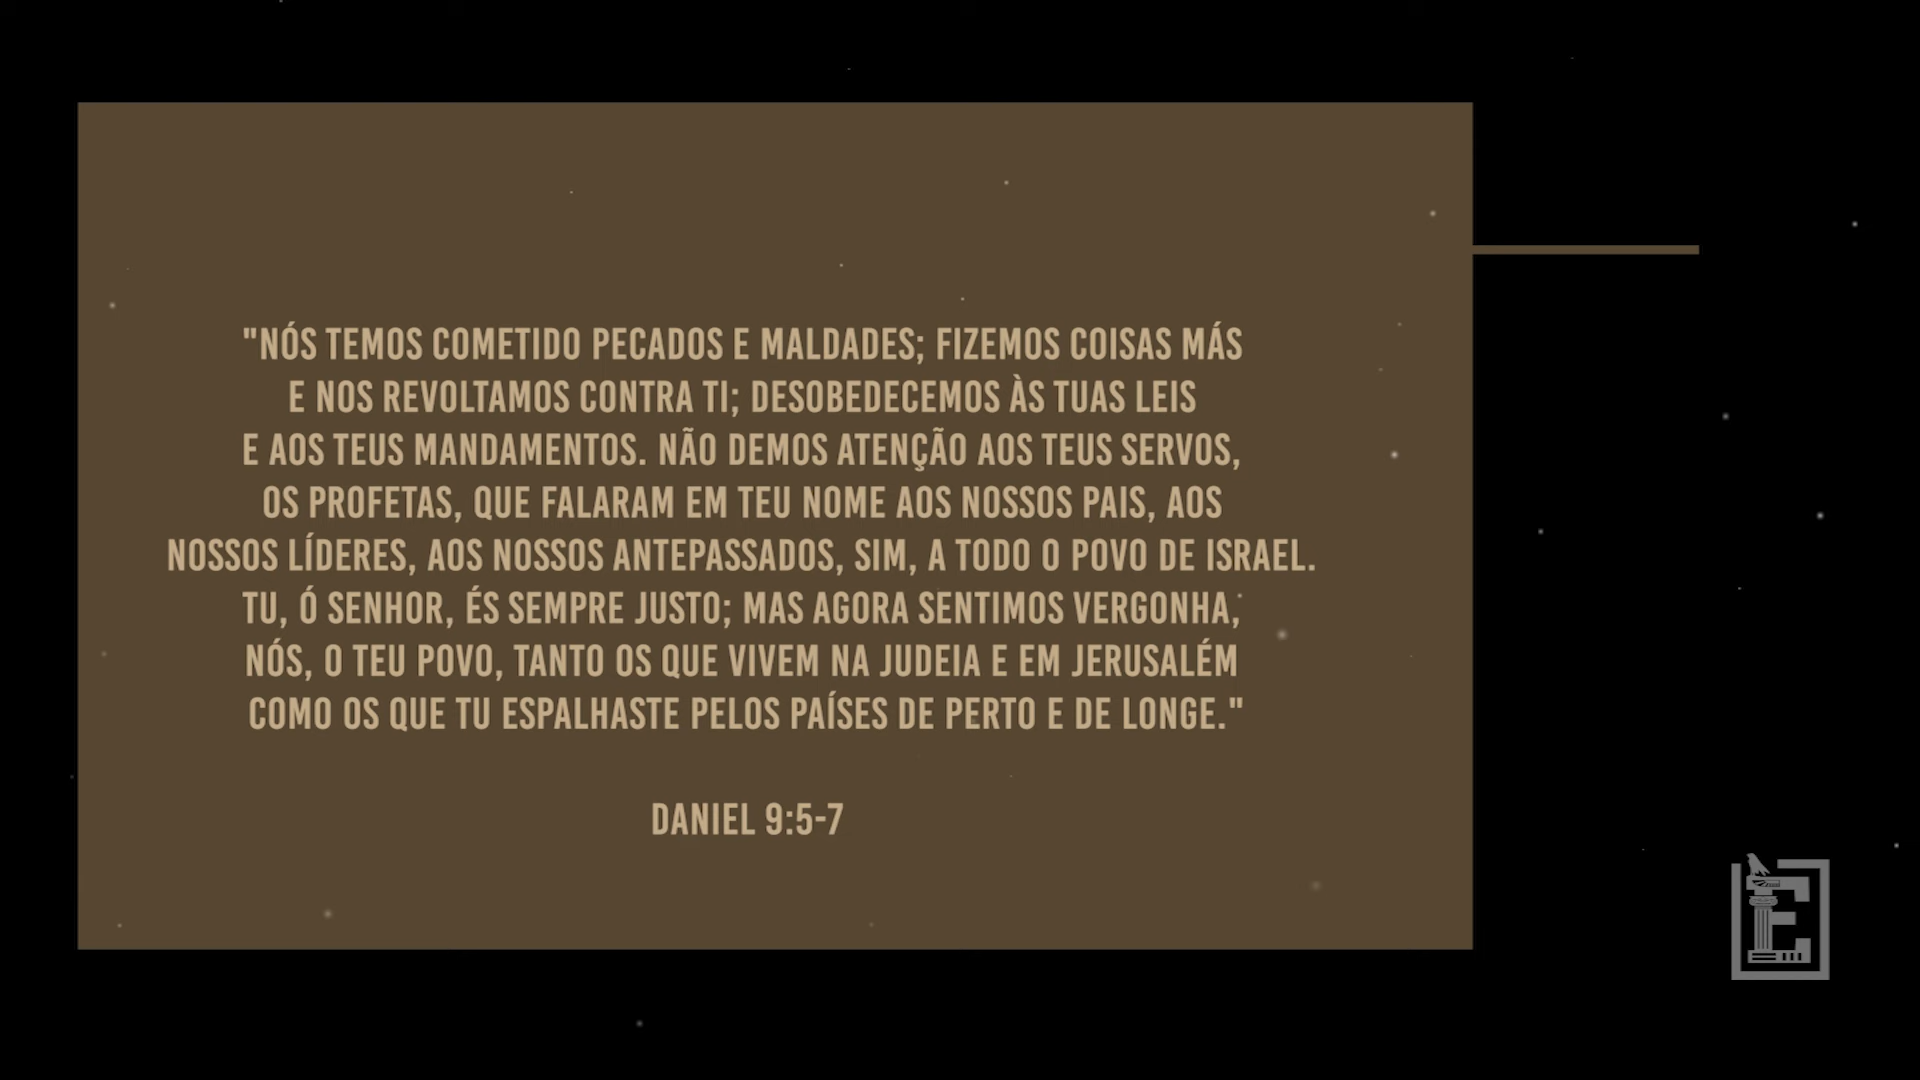 "NÓS TEMOS COMETIDO PECADOS E MALDADES; FIZEMOS COISAS MÁS
E NOS REVOLTAMOS CONTRA TI; DESOBEDECEMOS ÀS TUAS LEIS
E AOS TEUS MANDAMENTOS. NÃO DEMOS ATENÇÃO AOS TEUS SERVOS,
OS PROFETAS, QUE FALARAM EM TEU NOME AOS NOSSOS PAIS, AOS
NOSSOS LÍDERES, AOS NOSSOS ANTEPASSADOS, SIM, A TODO O POVO DE ISRAEL.
TU, Ó SENHOR, ÉS SEMPRE JUSTO; MAS AGORA SENTIMOS VERGONHA,
NÓS, O TEU POVO, TANTO OS QUE VIVEM NA JUDEIA E EM JERUSALÉM
COMO OS QUE TU ESPALHASTE PELOS PAÍSES DE PERTO E DE LONGE."
DANIEL 9:5-7
E